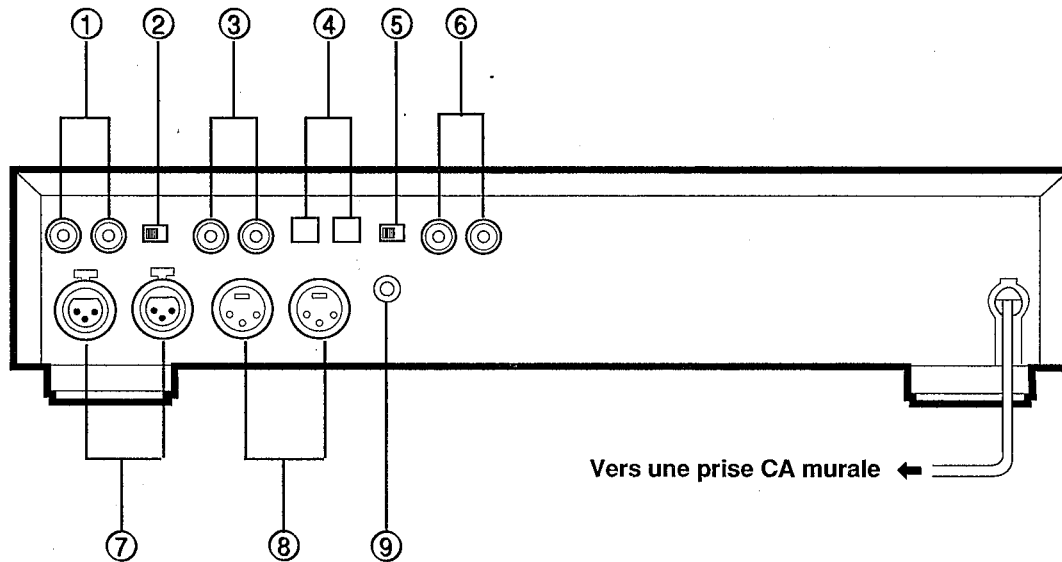 ① ② ③ ④ ⑤ ⑥
Vers une prise CA murale
⑦ ⑧ ⑨